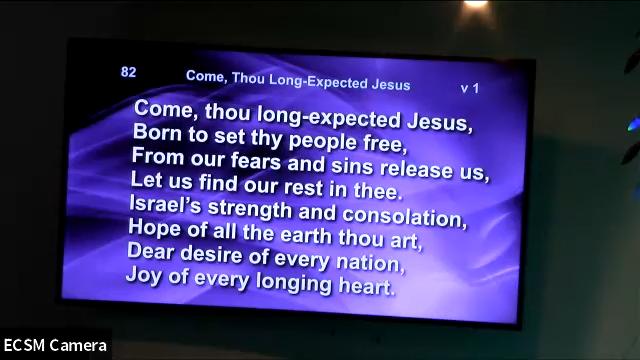 82 Come, Thou Long-Expected Jesus v 1
Come, thou long-expected Jesus,
Born to set thy people free,
From our fears and sins release us,
Let us find our rest in thee.
Israel's strength and consolation,
Hope of all the earth thou art,
Dear desire of every nation,
Joy of every longing heart.
ECSM Camera